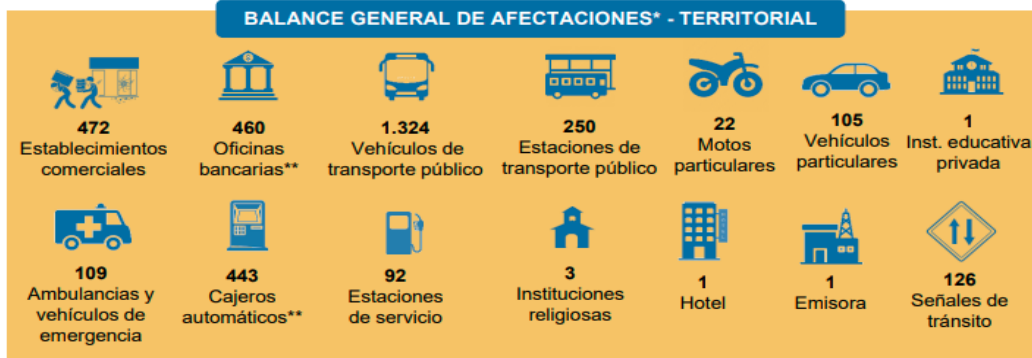 BALANCE GENERAL DE AFECTACIONES* - TERRITORIAL
472
Establecimientos
comerciales
460
Oficinas
bancarias**
1.324
Vehículos de
transporte público
250
Estaciones de
transporte público
22
Motos
particulares
105
Vehículos
particulares
1
Inst. educativa
privada
109
Ambulancias y
vehículos de
emergencia
443
Cajeros
automáticos**
92
Estaciones
de servicio
3
Instituciones
religiosas
1
Hotel
1
Emisora
126
Señales de
tránsito